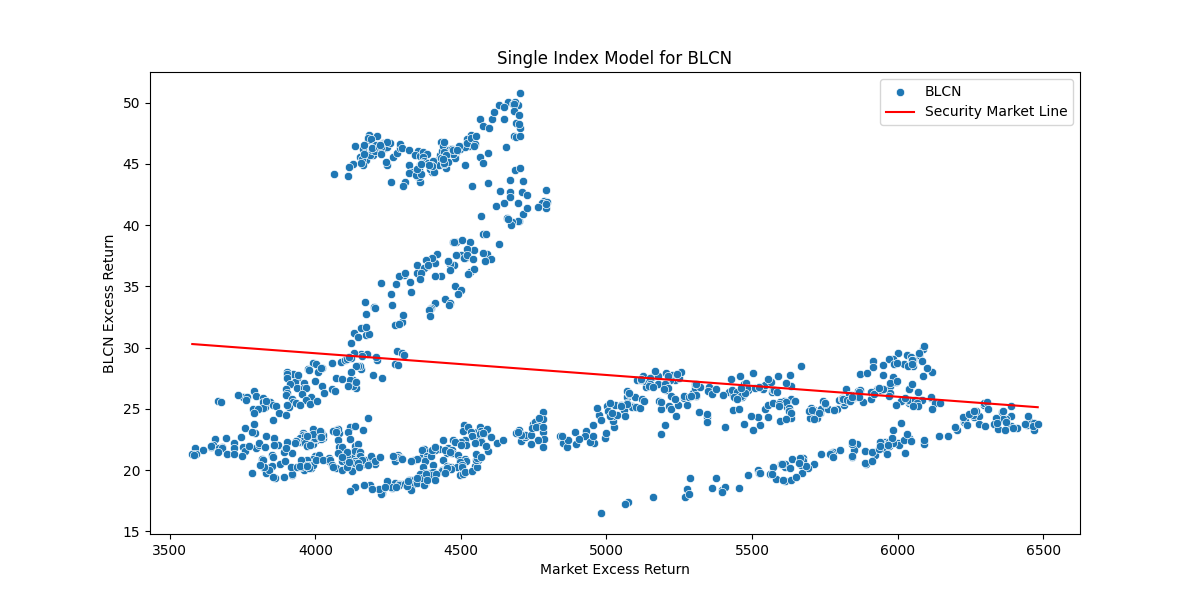 Single Index Model for BLCN
BLCN
Security Market Line
BLCN Excess Return
50
45
40
35
30
25
20
15
3500 4000 4500 5000 5500 6000 6500
Market Excess Return